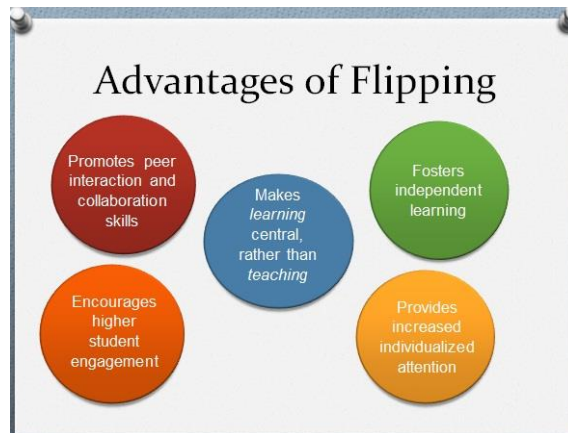 Advantages of Flipping
Promotes peer
interaction and
collaboration
skills
Makes
learning
central,
rather than
teaching
Fosters
independent
learning
Encourages
higher
student
engagement
Provides
increased
individualized
attention